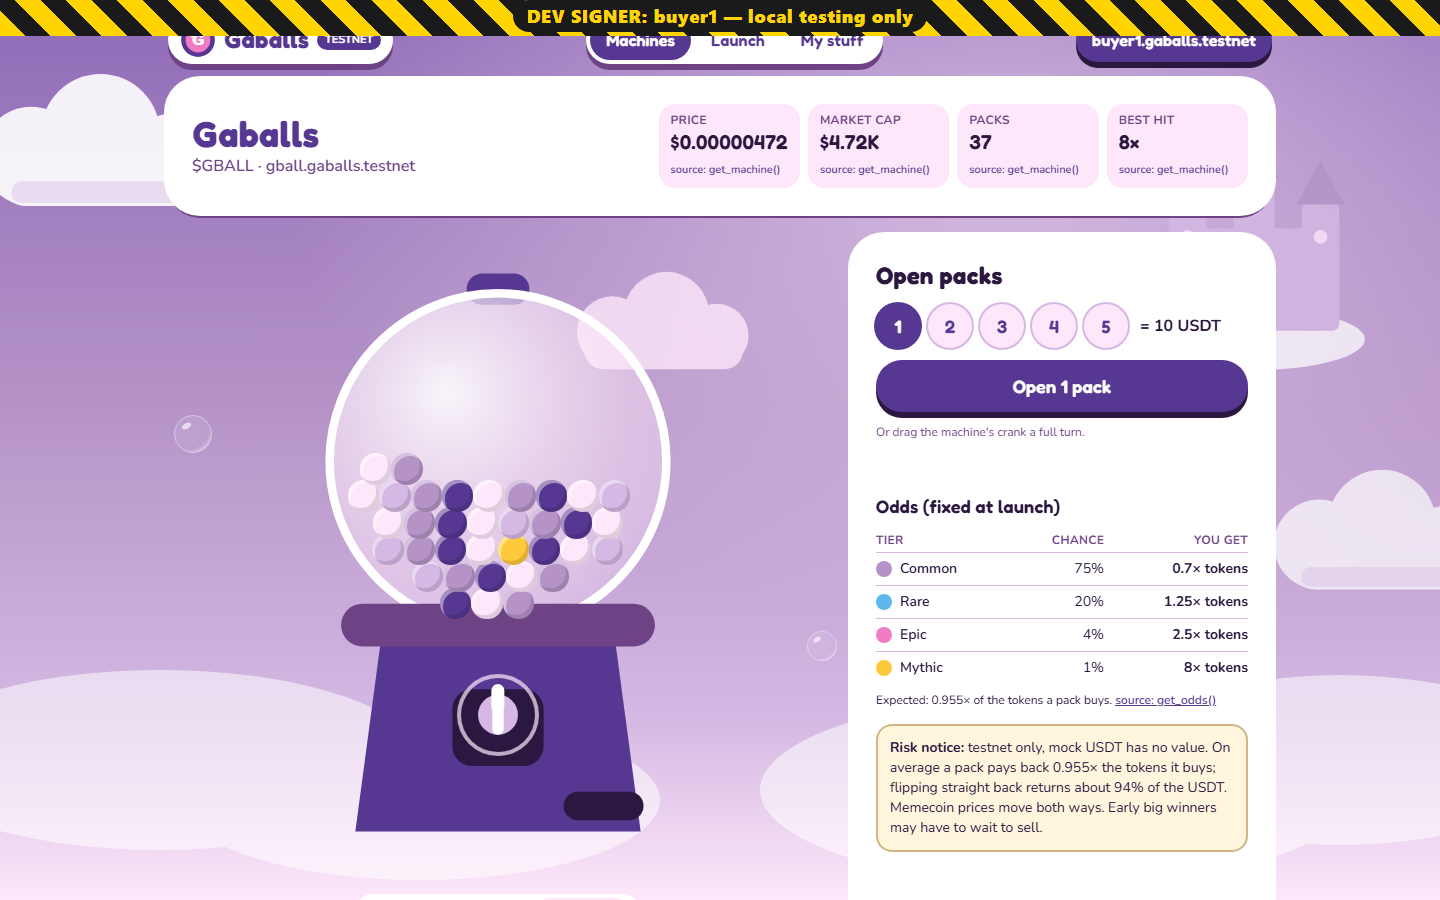 DEV SIGNER: buyer1 — local testing only
G Gaballs TESTNET
Machines Launch My stuff
buyer1.gaballs.testnet
Gaballs
$GBALL · gball.gaballs.testnet
PRICE
$0.00000472
source: get_machine()
MARKET CAP
$4.72K
source: get_machine()
PACKS
37
source: get_machine()
BEST HIT
8×
source: get_machine()
Open packs
1 2 3 4 5 = 10 USDT
Open 1 pack
Or drag the machine's crank a full turn.
Odds (fixed at launch)
TIER CHANCE YOU GET
Common 75% 0.7× tokens
Rare 20% 1.25× tokens
Epic 4% 2.5× tokens
Mythic 1% 8× tokens
Expected: 0.955× of the tokens a pack buys. source: get_odds()
Risk notice: testnet only, mock USDT has no value. On
average a pack pays back 0.955× the tokens it buys;
flipping straight back returns about 94% of the USDT.
Memecoin prices move both ways. Early big winners
may have to wait to sell.